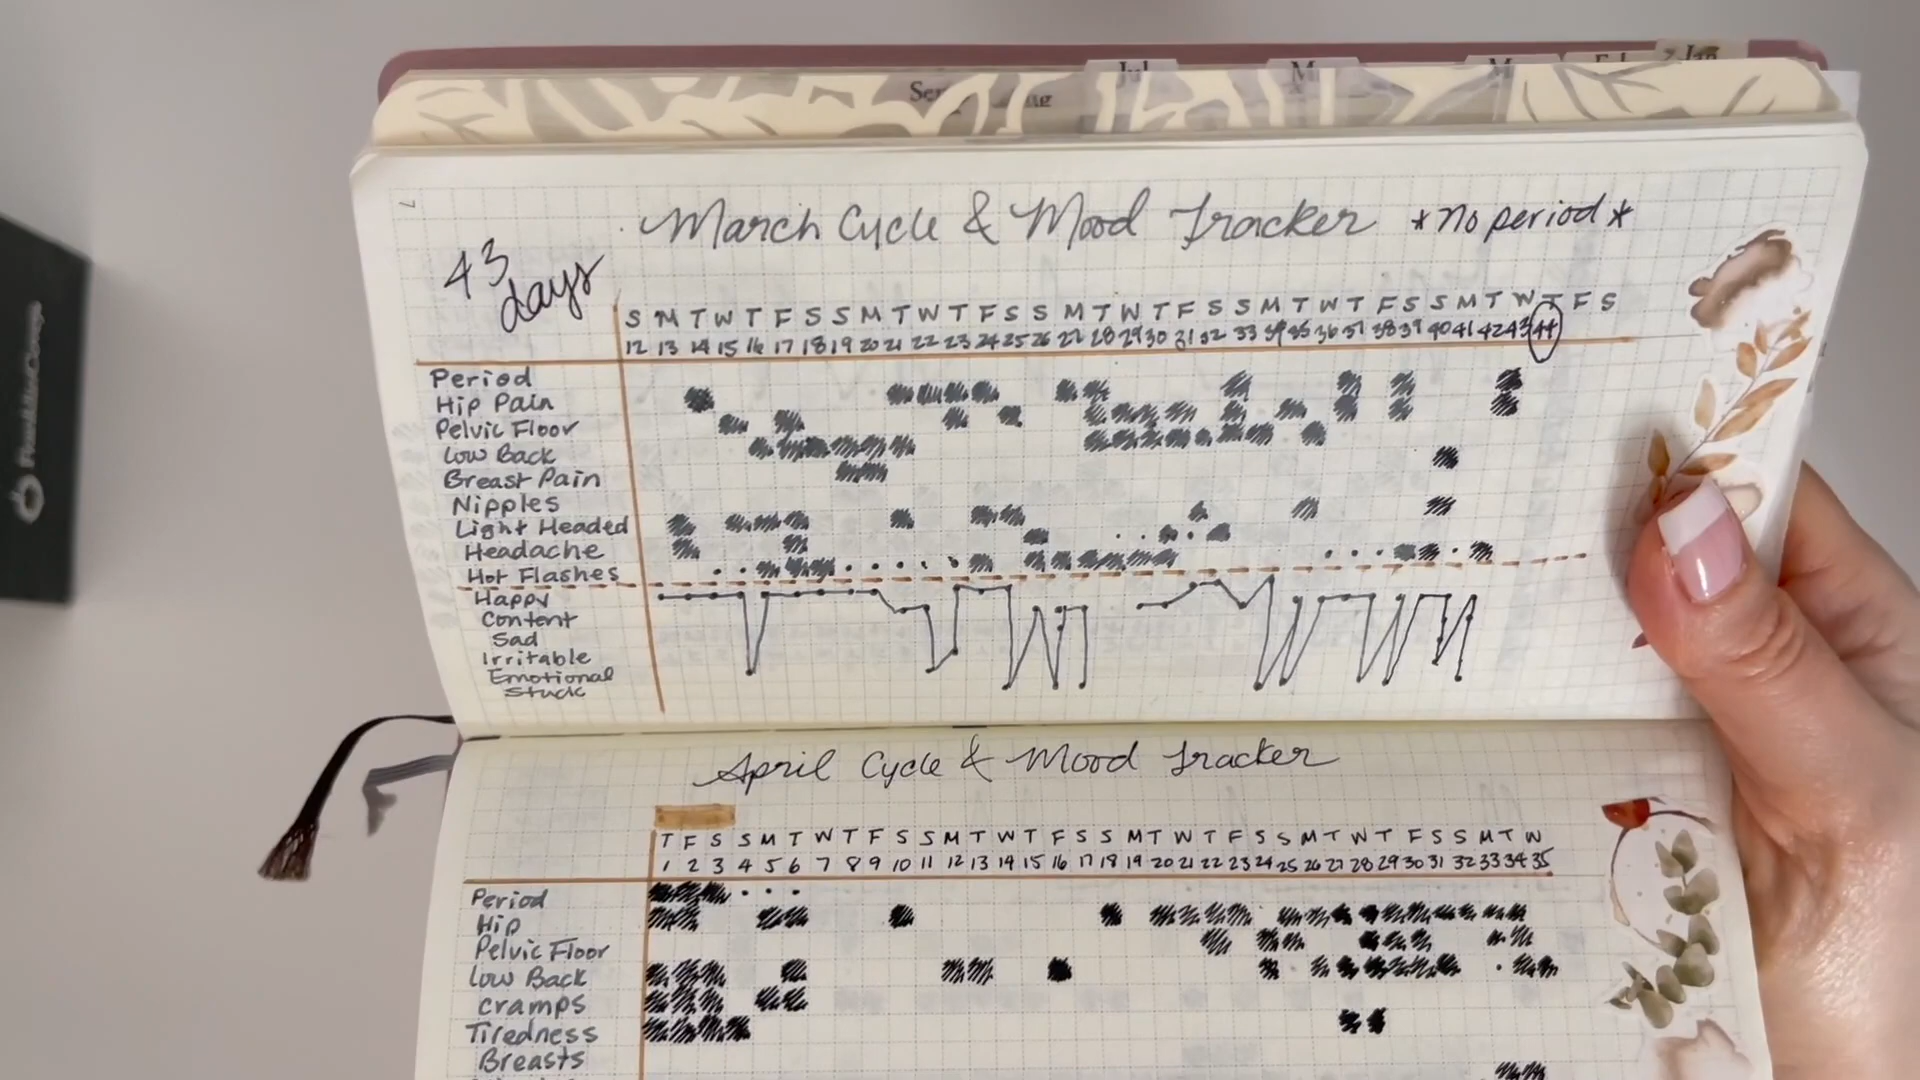 Jul
M
M
Jan
March Cycle & Mood Tracker *No period*
43 days
S M T W T F S S M T W T F S S M T W T F S S M T W T F S S M T W T F S
12 13 14 15 16 17 18 19 20 21 22 23 24 25 26 27 28 29 30 31 32 33 34 35 36 37 38 39 40 41 42 43 44
Period
Hip Pain
Pelvic Floor
Low Back
Breast Pain
Nipples
Light Headed
Headache
Hot Flashes
Happy
Content
Sad
Irritable
Emotional
Stuck
April Cycle & Mood Tracker
T F S S M T W T F S S M T W T F S S M T W T F S S M T W T F S S M T W
1 2 3 4 5 6 7 8 9 10 11 12 13 14 15 16 17 18 19 20 21 22 23 24 25 26 27 28 29 30 31 32 33 34 35
Period
Hip
Pelvic Floor
Low Back
cramps
Tiredness
Breasts